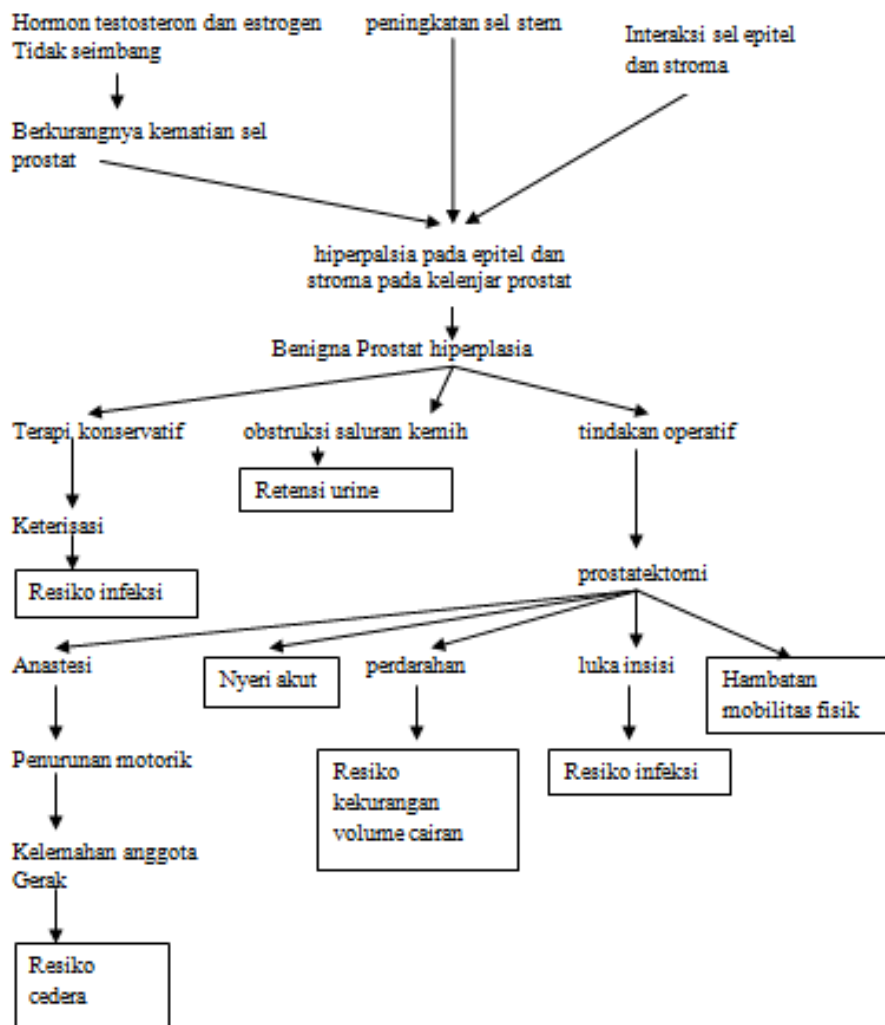 Hormon testosteron dan estrogen
Tidak seimbang
peningkatan sel stem
Interaksi sel epitel
dan stroma
Berkurangnya kematian sel
prostat
hiperpalsia pada epitel dan
stroma pada kelenjar prostat
Benigna Prostat hiperplasia
Terapi konservatif
obstruksi saluran kemih
tindakan operatif
Retensi urine
Keterisasi
Resiko infeksi
prostatektomi
Anastesi
Nyeri akut
perdarahan
luka insisi
Hambatan
mobilitas fisik
Penurunan motorik
Resiko
kekurangan
volume cairan
Resiko infeksi
Kelemahan anggota
Gerak
Resiko
cedera